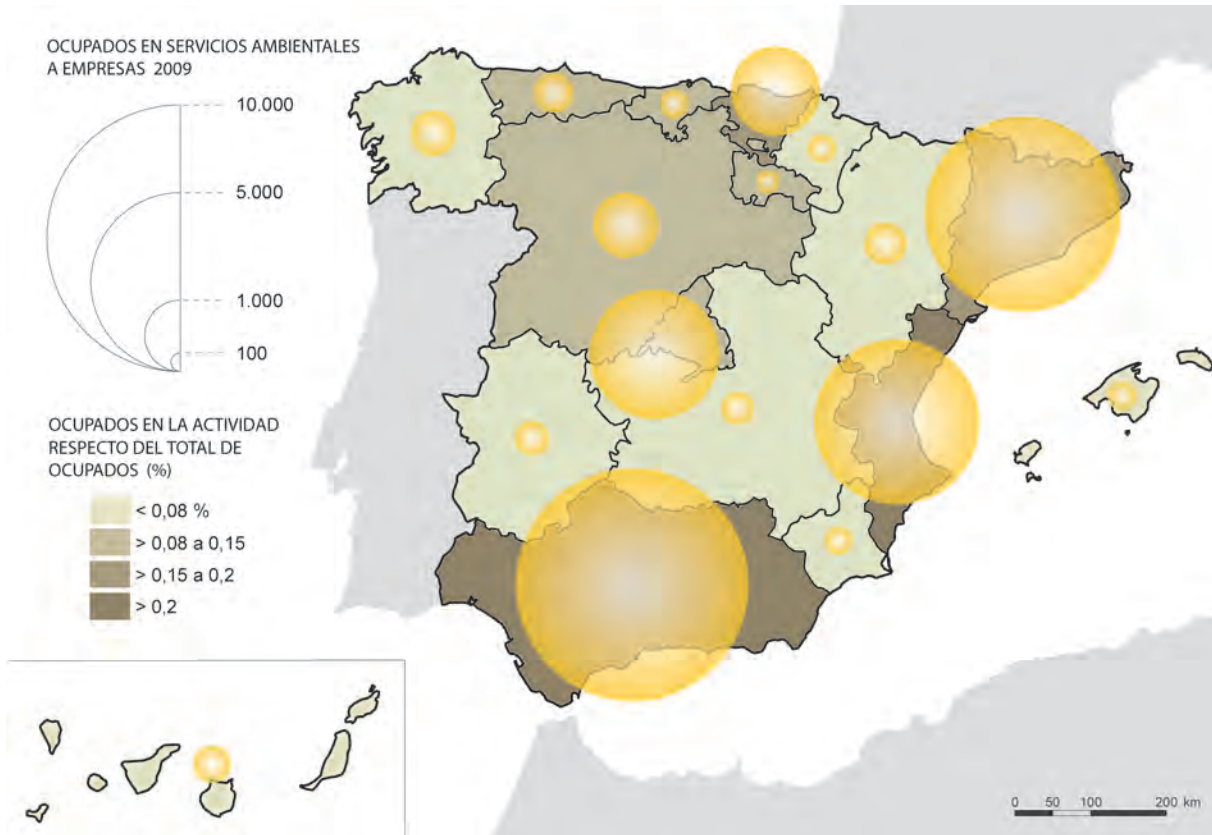 OCUPADOS EN SERVICIOS AMBIENTALES
A EMPRESAS 2009
10.000
5.000
1.000
100
OCUPADOS EN LA ACTIVIDAD
RESPECTO DEL TOTAL DE
OCUPADOS (%)
< 0,08 %
> 0,08 a 0,15
> 0,15 a 0,2
> 0,2
0 50 100 200 km